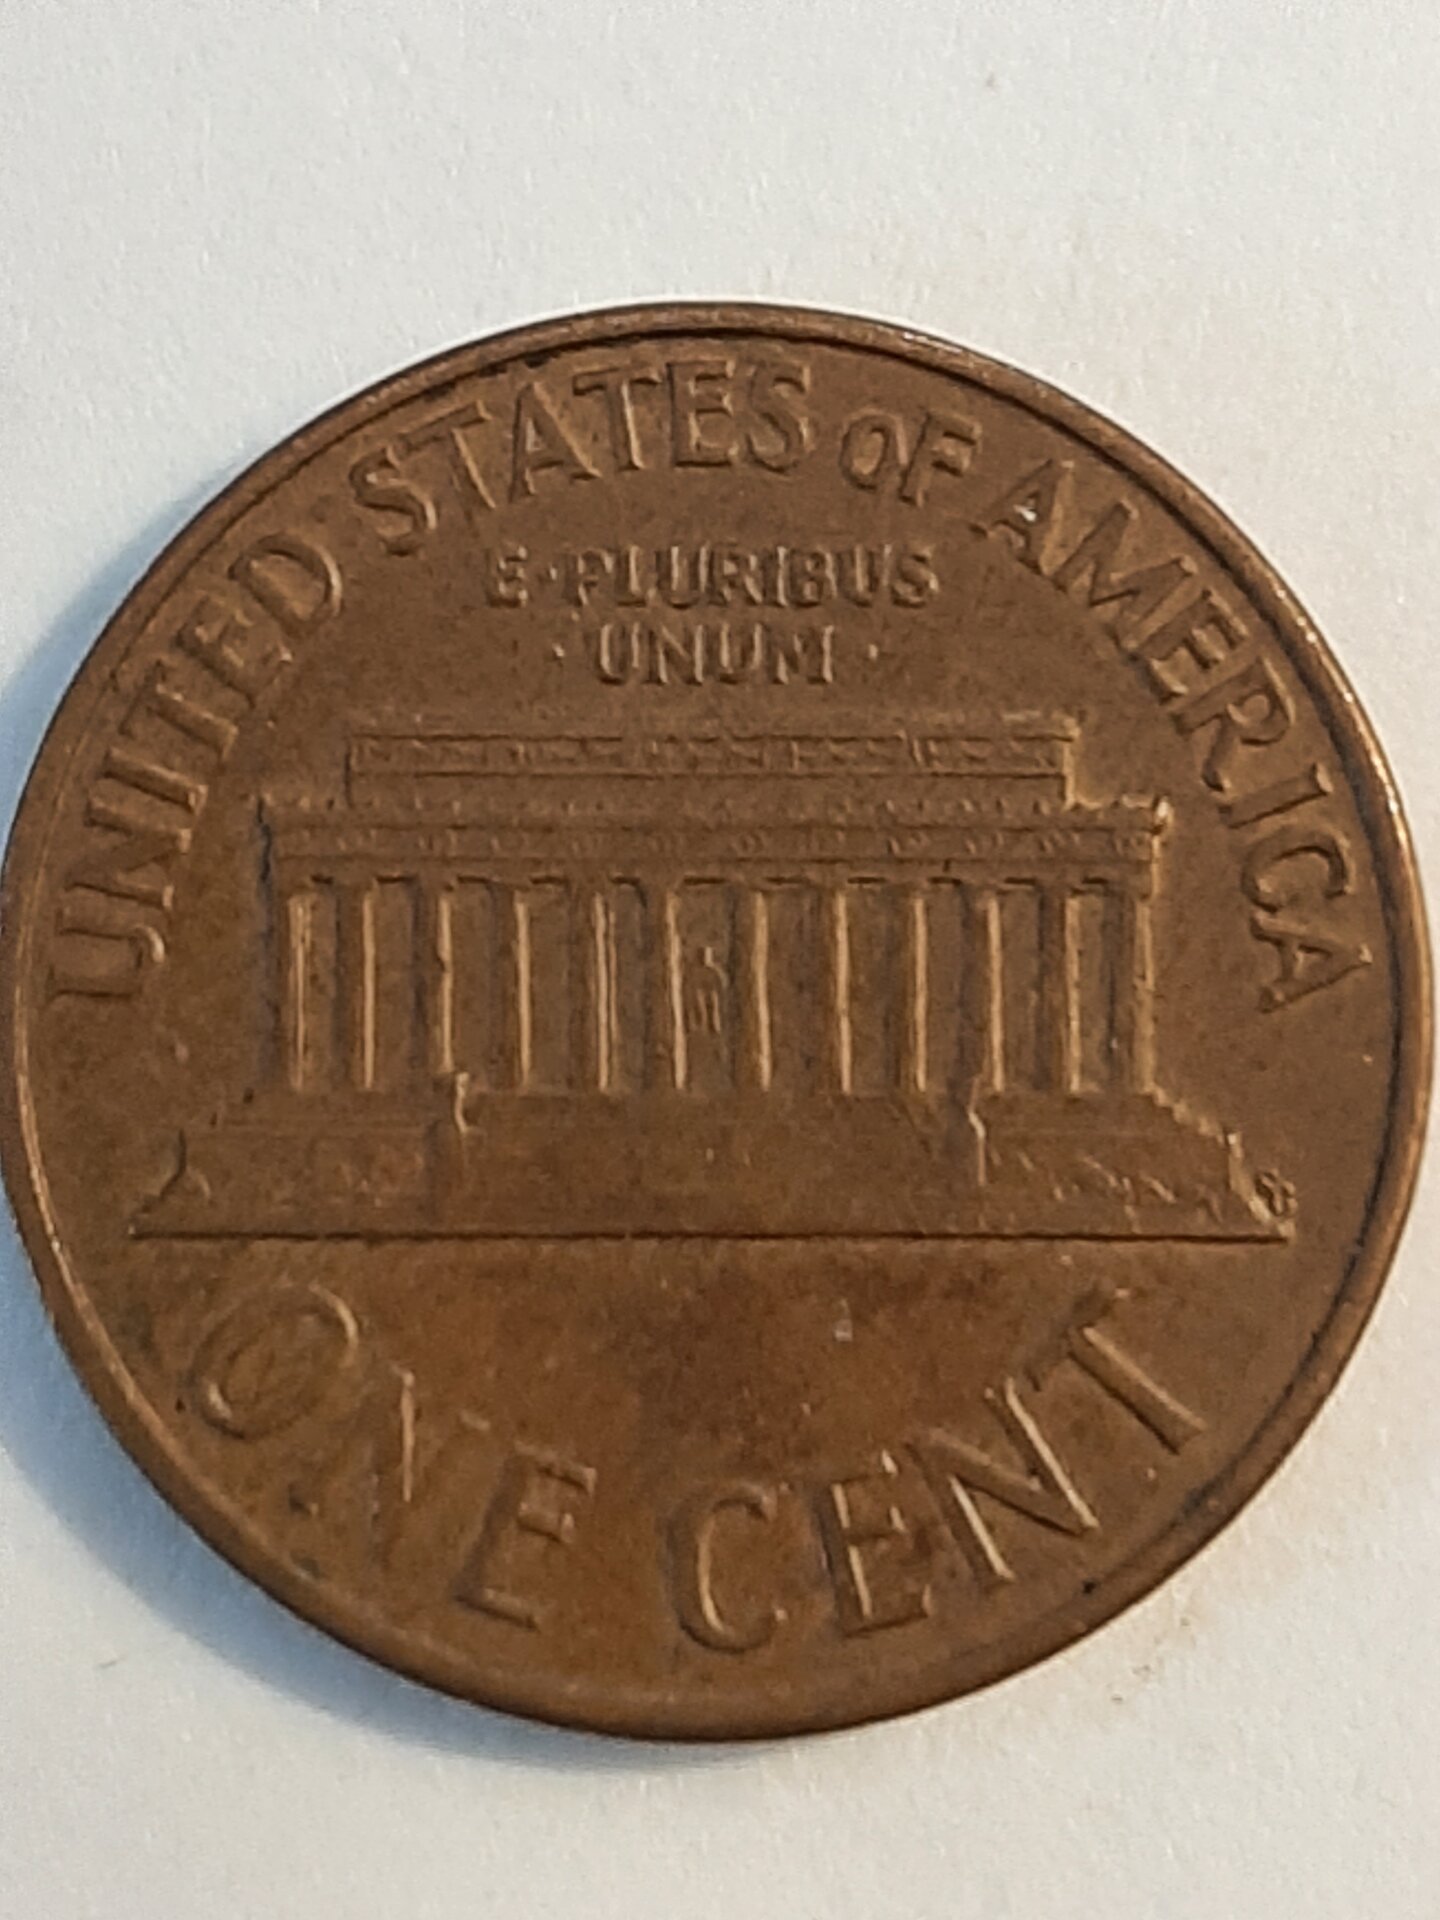 UNITED STATES OF AMERICA
E·PLURIBUS
·UNUM·
ONE CENT